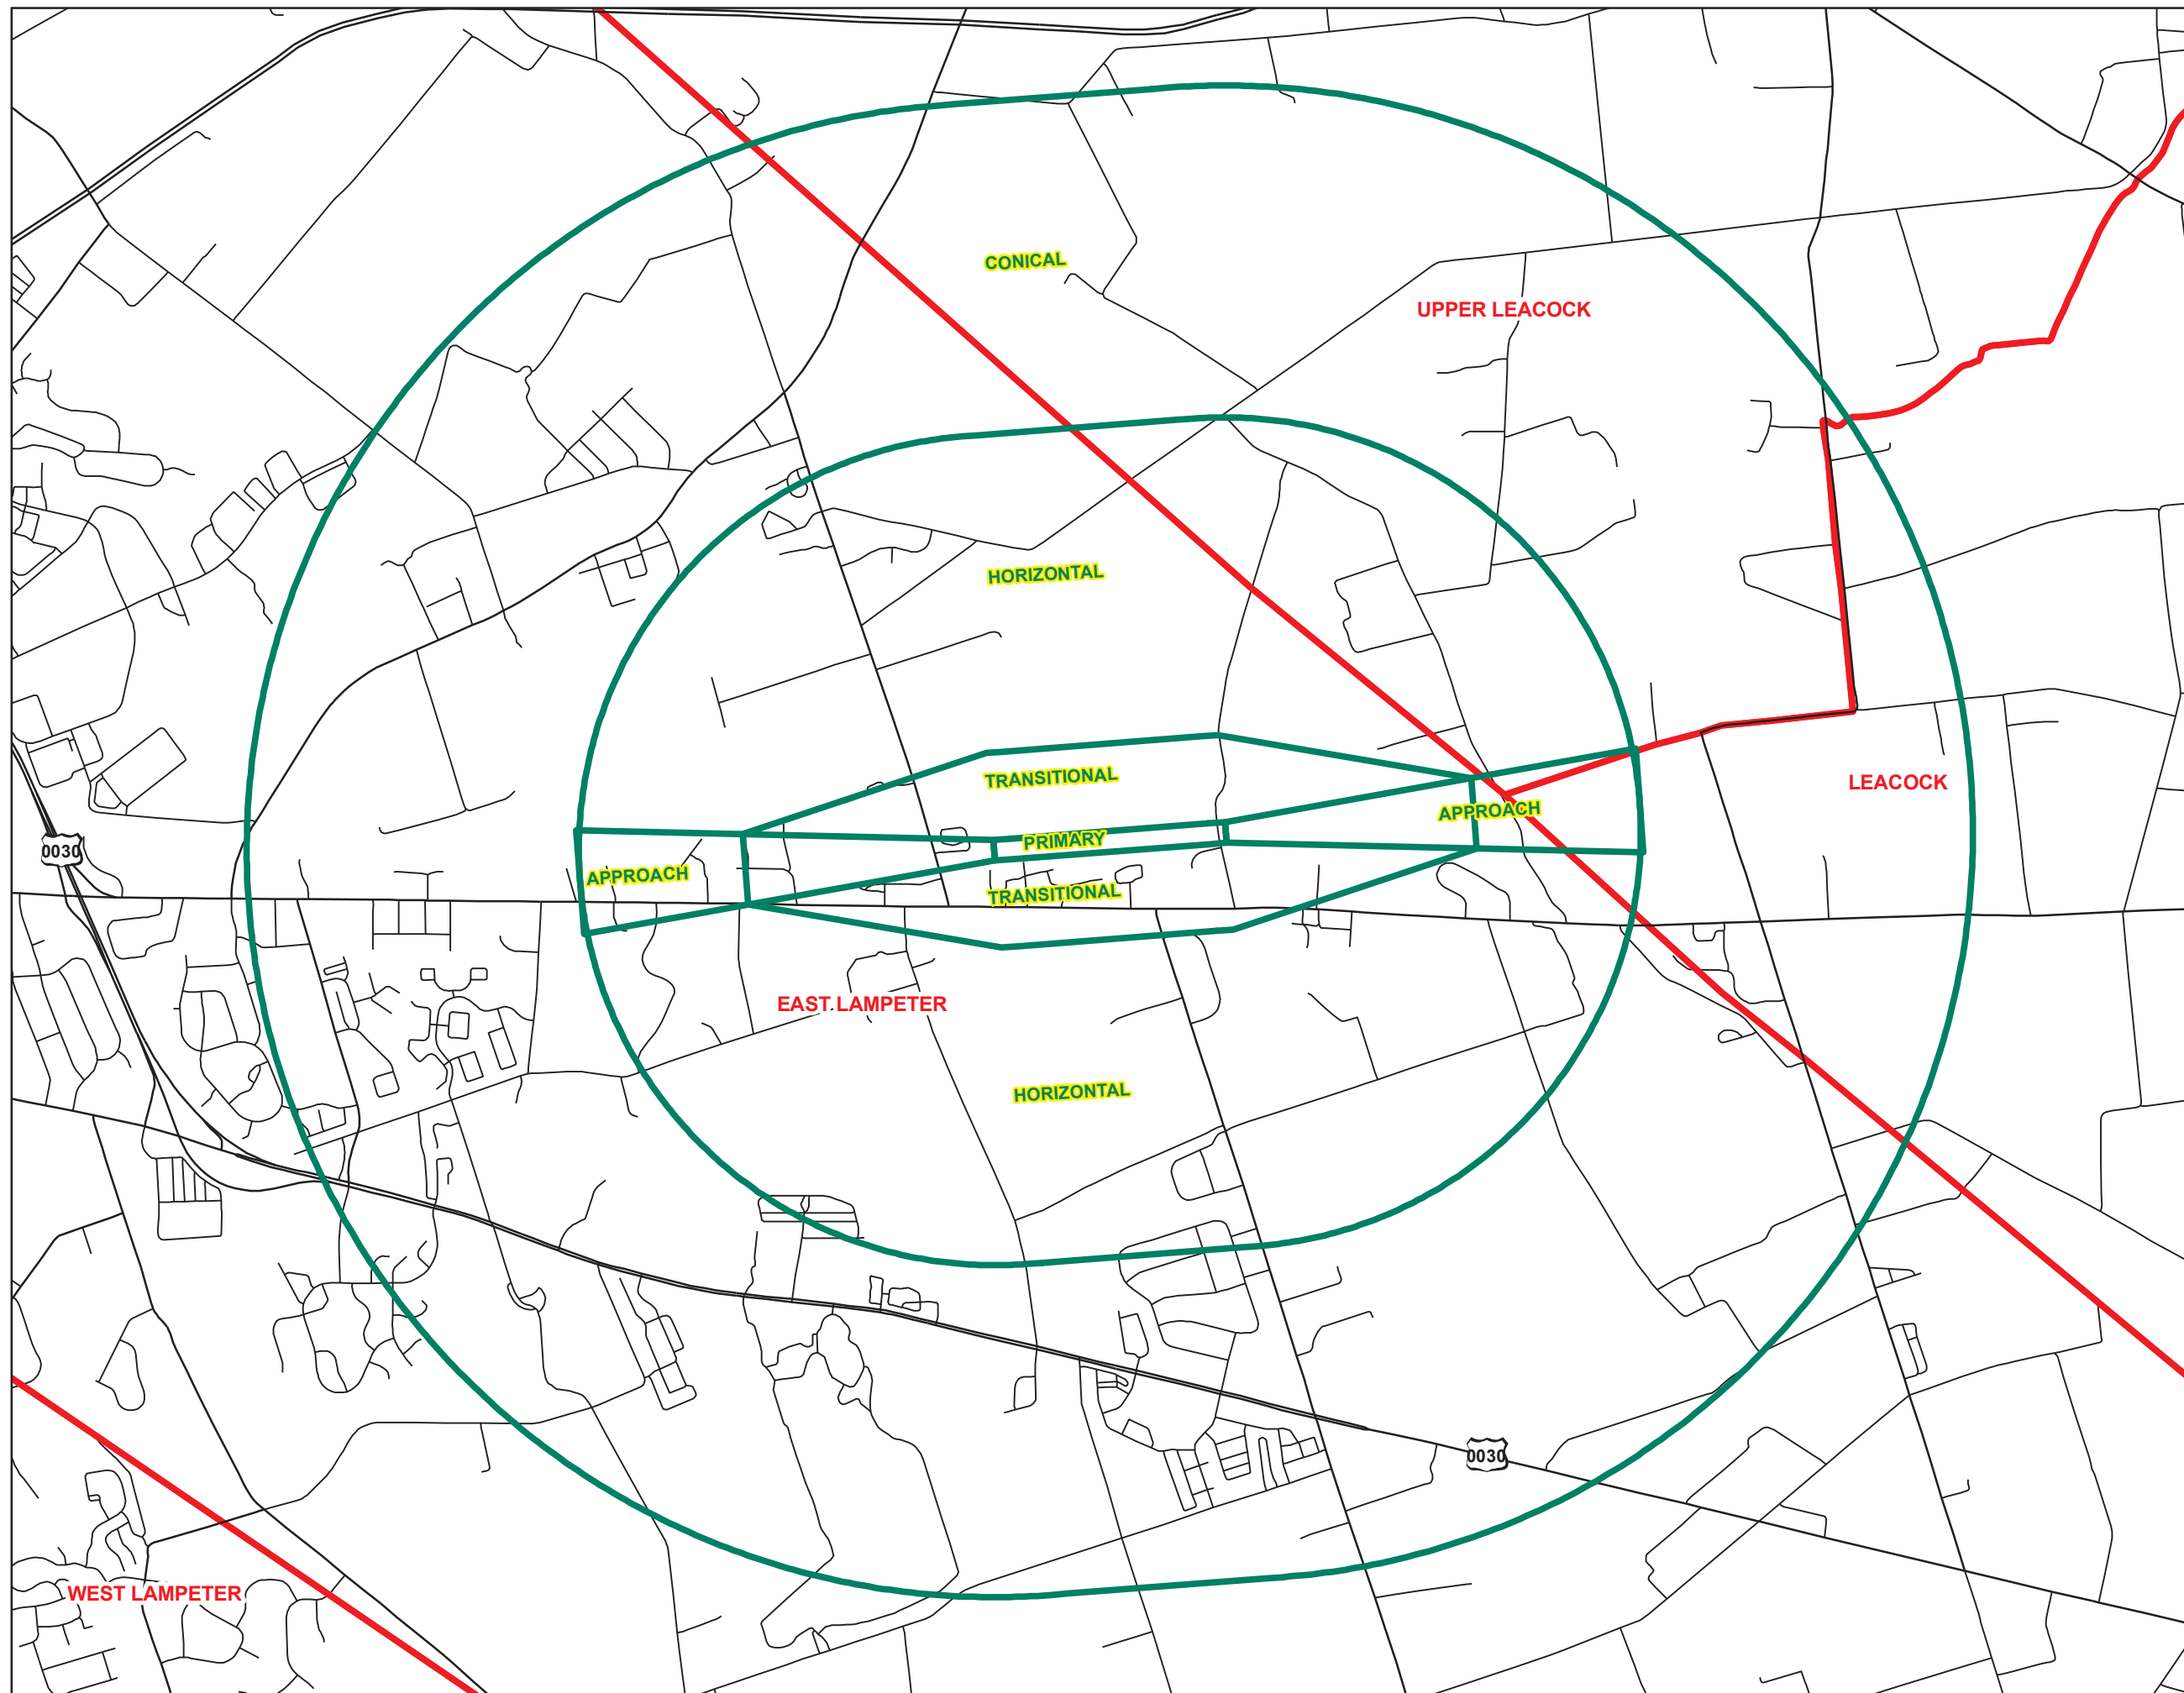 CONICAL
UPPER LEACOCK
HORIZONTAL
TRANSITIONAL
LEACOCK
APPROACH
PRIMARY
0030
APPROACH
TRANSITIONAL
EAST LAMPETER
HORIZONTAL
0030
WEST LAMPETER